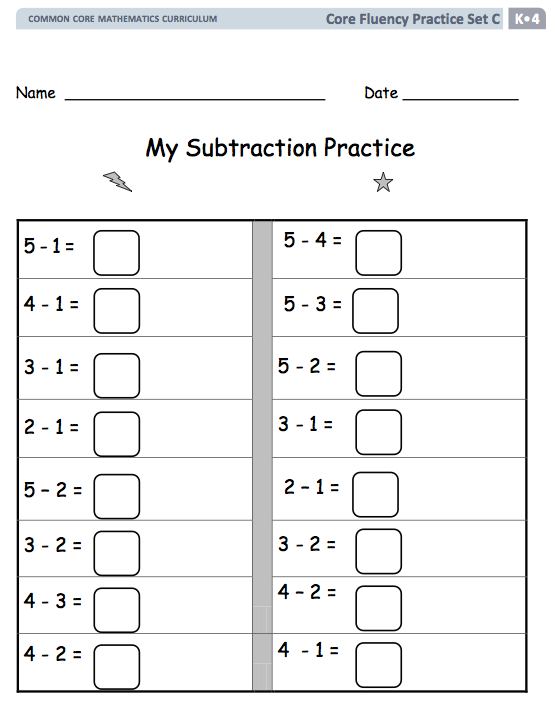 COMMON CORE MATHEMATICS CURRICULUM Core Fluency Practice Set C K•4
Name ____________________ Date ____________
My Subtraction Practice
5 - 1 =
4 - 1 =
3 - 1 =
2 - 1 =
5 - 2 =
3 - 2 =
4 - 3 =
4 - 2 =
5 - 4 =
5 - 3 =
5 - 2 =
3 - 1 =
2 - 1 =
3 - 2 =
4 - 2 =
4 - 1 =